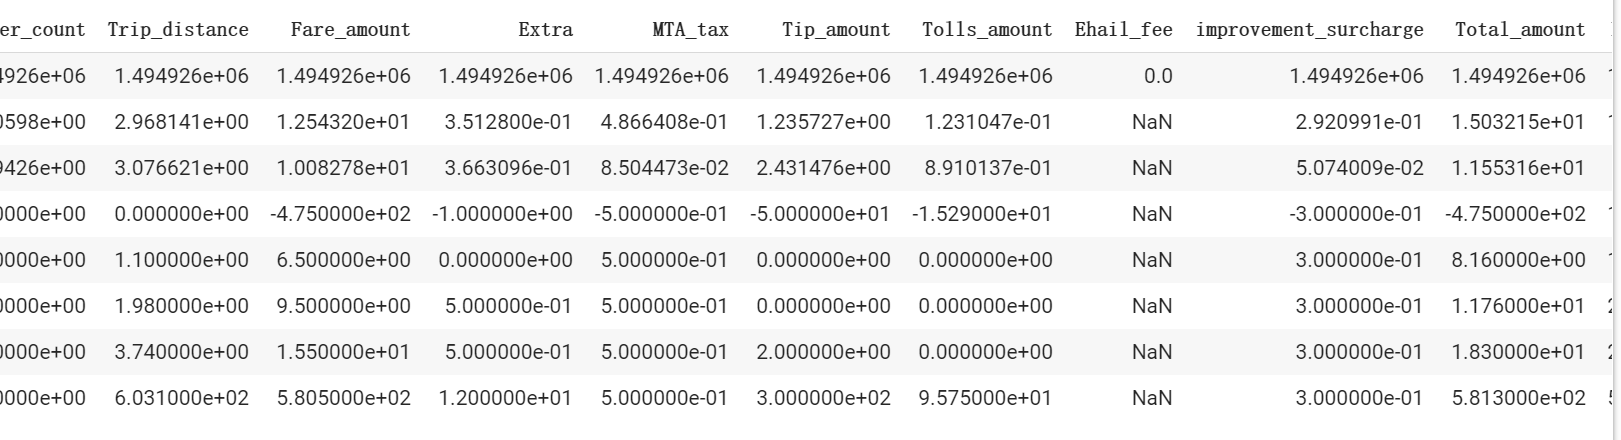 er_count Trip_distance Fare_amount Extra MTA_tax Tip_amount Tolls_amount Ehail_fee improvement_surcharge Total_amount
4926e+06 1.494926e+06 1.494926e+06 1.494926e+06 1.494926e+06 1.494926e+06 1.494926e+06 0.0 1.494926e+06 1.494926e+06
0598e+00 2.968141e+00 1.254320e+01 3.512800e-01 4.866408e-01 1.235727e+00 1.231047e-01 NaN 2.920991e-01 1.503215e+01
9426e+00 3.076621e+00 1.008278e+01 3.663096e-01 8.504473e-02 2.431476e+00 8.910137e-01 NaN 5.074009e-02 1.155316e+01
0000e+00 0.000000e+00 -4.750000e+02 -1.000000e+00 -5.000000e-01 -5.000000e+01 -1.529000e+01 NaN -3.000000e-01 -4.750000e+02
0000e+00 1.100000e+00 6.500000e+00 0.000000e+00 5.000000e-01 0.000000e+00 0.000000e+00 NaN 3.000000e-01 8.160000e+00
0000e+00 1.980000e+00 9.500000e+00 5.000000e-01 5.000000e-01 0.000000e+00 0.000000e+00 NaN 3.000000e-01 1.176000e+01
0000e+00 3.740000e+00 1.550000e+01 5.000000e-01 5.000000e-01 2.000000e+00 0.000000e+00 NaN 3.000000e-01 1.830000e+01
0000e+00 6.031000e+02 5.805000e+02 1.200000e+01 5.000000e-01 3.000000e+02 9.575000e+01 NaN 3.000000e-01 5.813000e+02